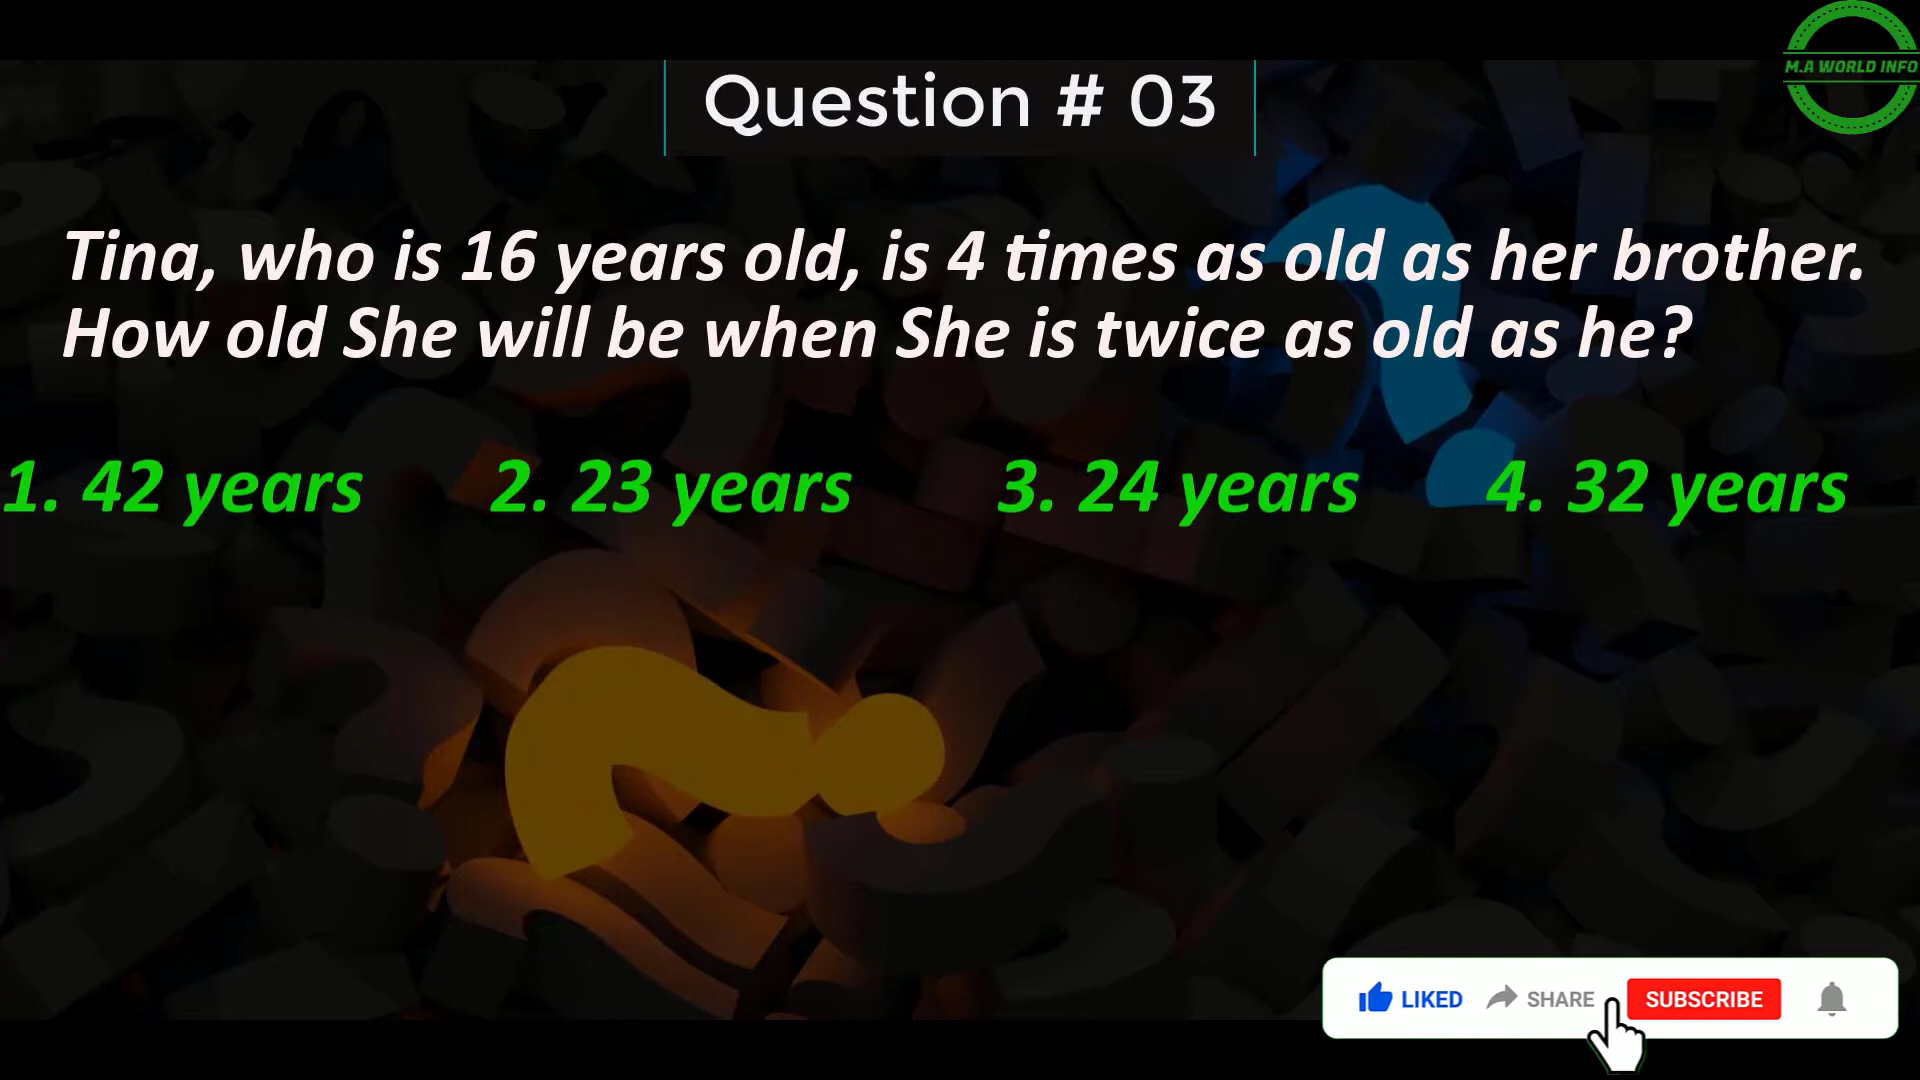 M.A WORLD INFO
Question # 03
Tina, who is 16 years old, is 4 times as old as her brother.
How old She will be when She is twice as old as he?
1. 42 years 2. 23 years 3. 24 years 4. 32 years
LIKED SHARE SUBSCRIBE